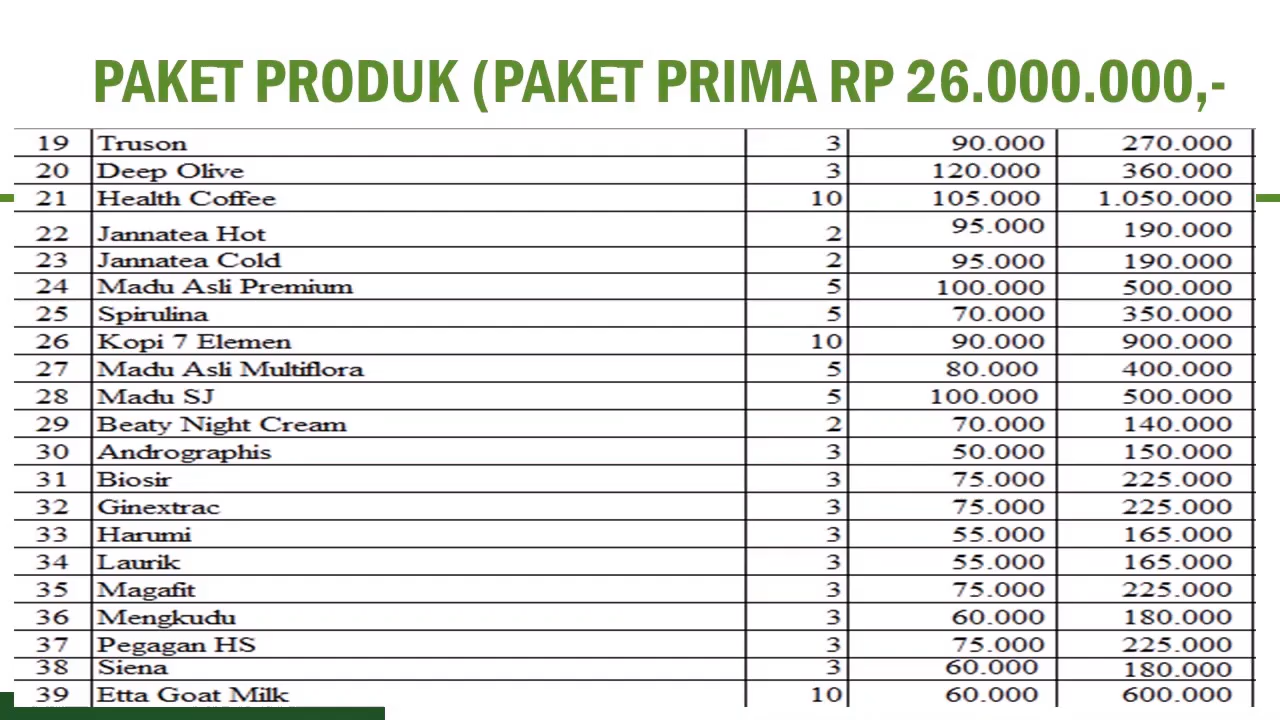 PAKET PRODUK (PAKET PRIMA RP 26.000.000,-
19 Truson 3 90.000 270.000
20 Deep Olive 3 120.000 360.000
21 Health Coffee 10 105.000 1.050.000
22 Jannatea Hot 2 95.000 190.000
23 Jannatea Cold 2 95.000 190.000
24 Madu Asli Premium 5 100.000 500.000
25 Spirulina 5 70.000 350.000
26 Kopi 7 Elemen 10 90.000 900.000
27 Madu Asli Multiflora 5 80.000 400.000
28 Madu SJ 5 100.000 500.000
29 Beaty Night Cream 2 70.000 140.000
30 Andrographis 3 50.000 150.000
31 Biosir 3 75.000 225.000
32 Ginextrac 3 75.000 225.000
33 Harumi 3 55.000 165.000
34 Laurik 3 55.000 165.000
35 Magafit 3 75.000 225.000
36 Mengkudu 3 60.000 180.000
37 Pegagan HS 3 75.000 225.000
38 Siena 3 60.000 180.000
39 Etta Goat Milk 10 60.000 600.000